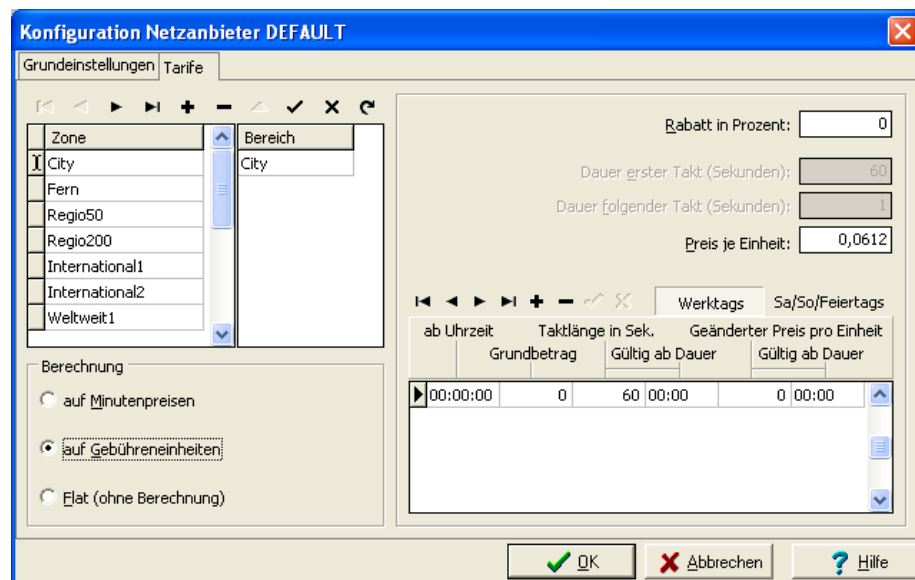 Konfiguration Netzanbieter DEFAULT
Grundeinstellungen Tarife
Zone
City
Fern
Regio50
Regio200
International1
International2
Weltweit1
Bereich
City
Berechnung
auf Minutenpreisen
auf Gebühreneinheiten
Flat (ohne Berechnung)
Rabatt in Prozent: 0
Dauer erster Takt (Sekunden): 60
Dauer folgender Takt (Sekunden): 1
Preis je Einheit: 0,0612
Werktags Sa/So/Feiertags
ab Uhrzeit Taktlänge in Sek. Geänderter Preis pro Einheit
Grundbetrag Gültig ab Dauer Gültig ab Dauer
00:00:00 0 60 00:00 0 00:00
OK Abbrechen Hilfe